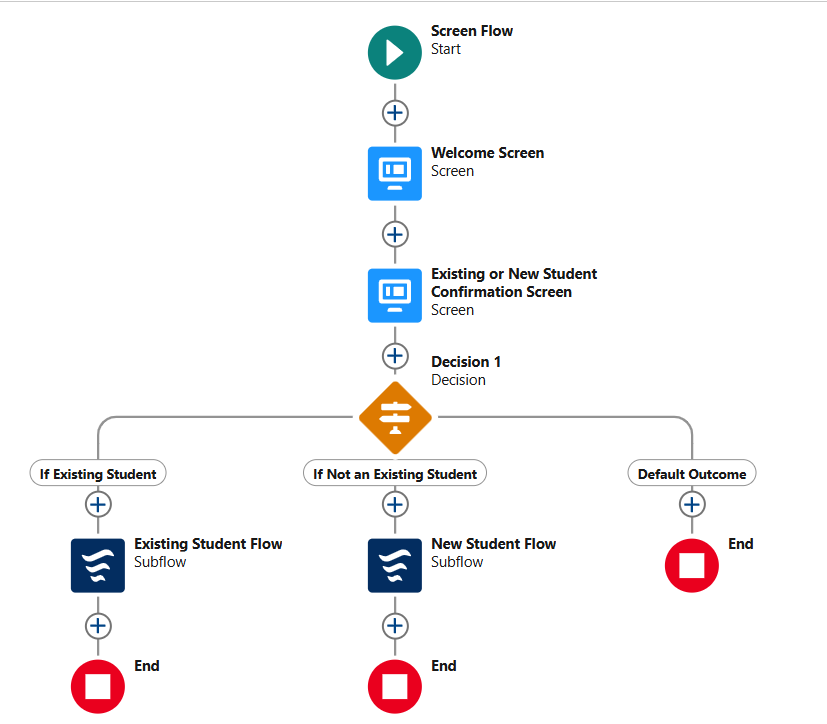 Screen Flow
Start
Welcome Screen
Screen
Existing or New Student
Confirmation Screen
Screen
Decision 1
Decision
If Existing Student
If Not an Existing Student
Default Outcome
Existing Student Flow
Subflow
New Student Flow
Subflow
End
End
End